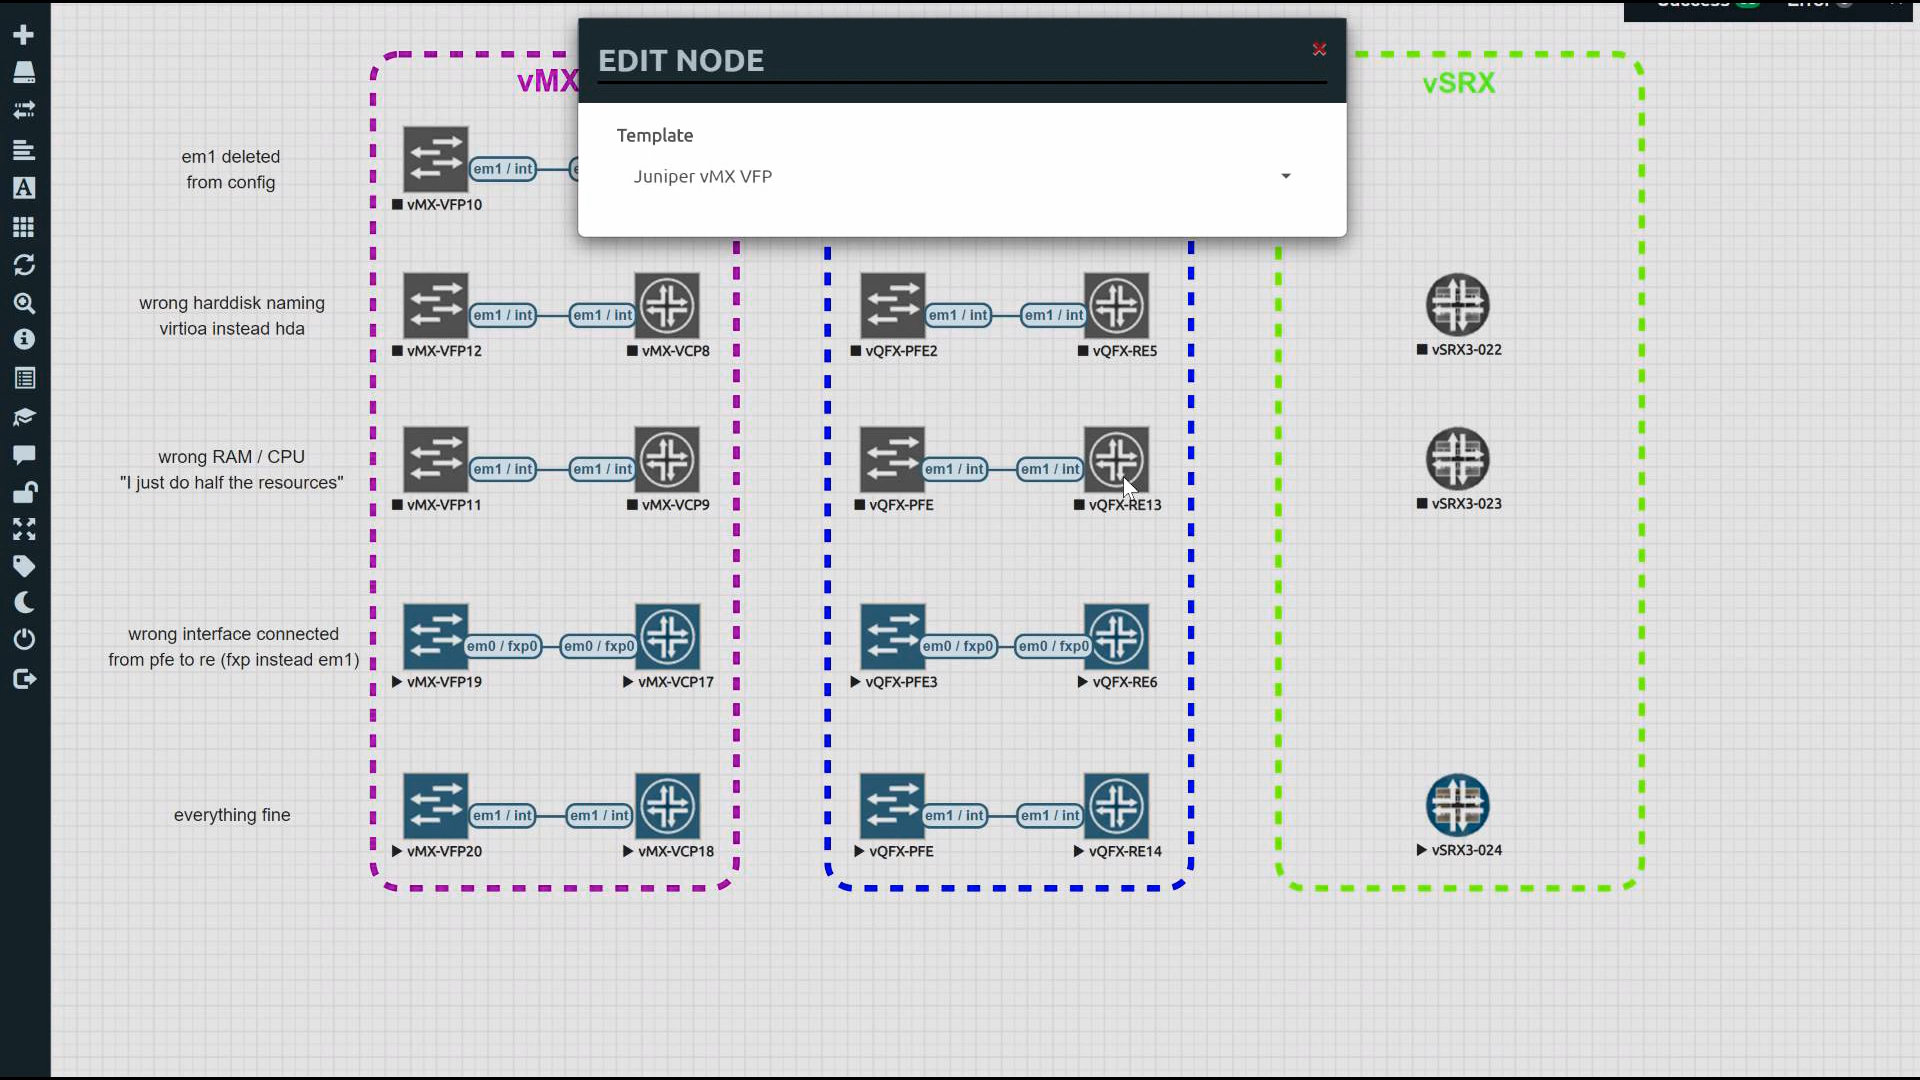 EDIT NODE
Template
Juniper vMX VFP
vMX
vSRX
em1 deleted
from config
em1 / int
vMX-VFP10
wrong harddisk naming
virtioa instead hda
em1 / int
em1 / int
vMX-VFP12
vMX-VCP8
em1 / int
em1 / int
vQFX-PFE2
vQFX-RE5
vSRX3-022
wrong RAM / CPU
"I just do half the resources"
em1 / int
em1 / int
vMX-VFP11
vMX-VCP9
em1 / int
em1 / int
vQFX-PFE
vQFX-RE13
vSRX3-023
wrong interface connected
from pfe to re (fxp instead em1)
em0 / fxp0
em0 / fxp0
vMX-VFP19
vMX-VCP17
em0 / fxp0
em0 / fxp0
vQFX-PFE3
vQFX-RE6
everything fine
em1 / int
em1 / int
vMX-VFP20
vMX-VCP18
em1 / int
em1 / int
vQFX-PFE
vQFX-RE14
vSRX3-024